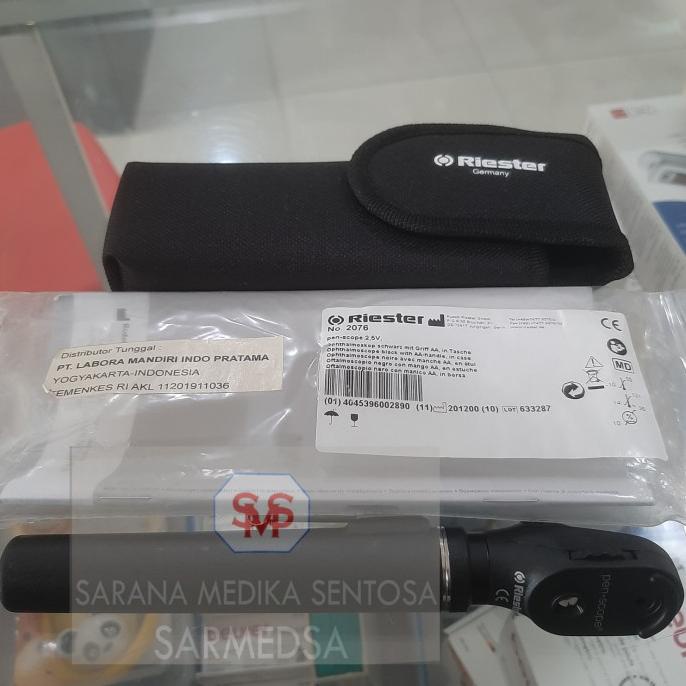 Riester
Germany
Riester
No. 2076
pen-scope 2,5V,
Ophthalmoskop schwarz mit Griff AA, in Tasche
Ophthalmoscope black with AA-handle, in case
Ophtalmoscope noire avec manche AA, en étui
Oftalmoscopio negro con mango AA, en estuche
Oftalmoscopio nero con manico AA, in borsa
MD
(01) 4045396002890 (11) 201200 (10) LOT 633287
Distributor Tunggal :
PT. LABORA MANDIRI INDO PRATAMA
YOGYAKARTA-INDONESIA
KEMENKES RI AKL 11201911036
SMS
P
SARANA MEDIKA SENTOSA
SARMEDSA
Riester
CE
pen-scope